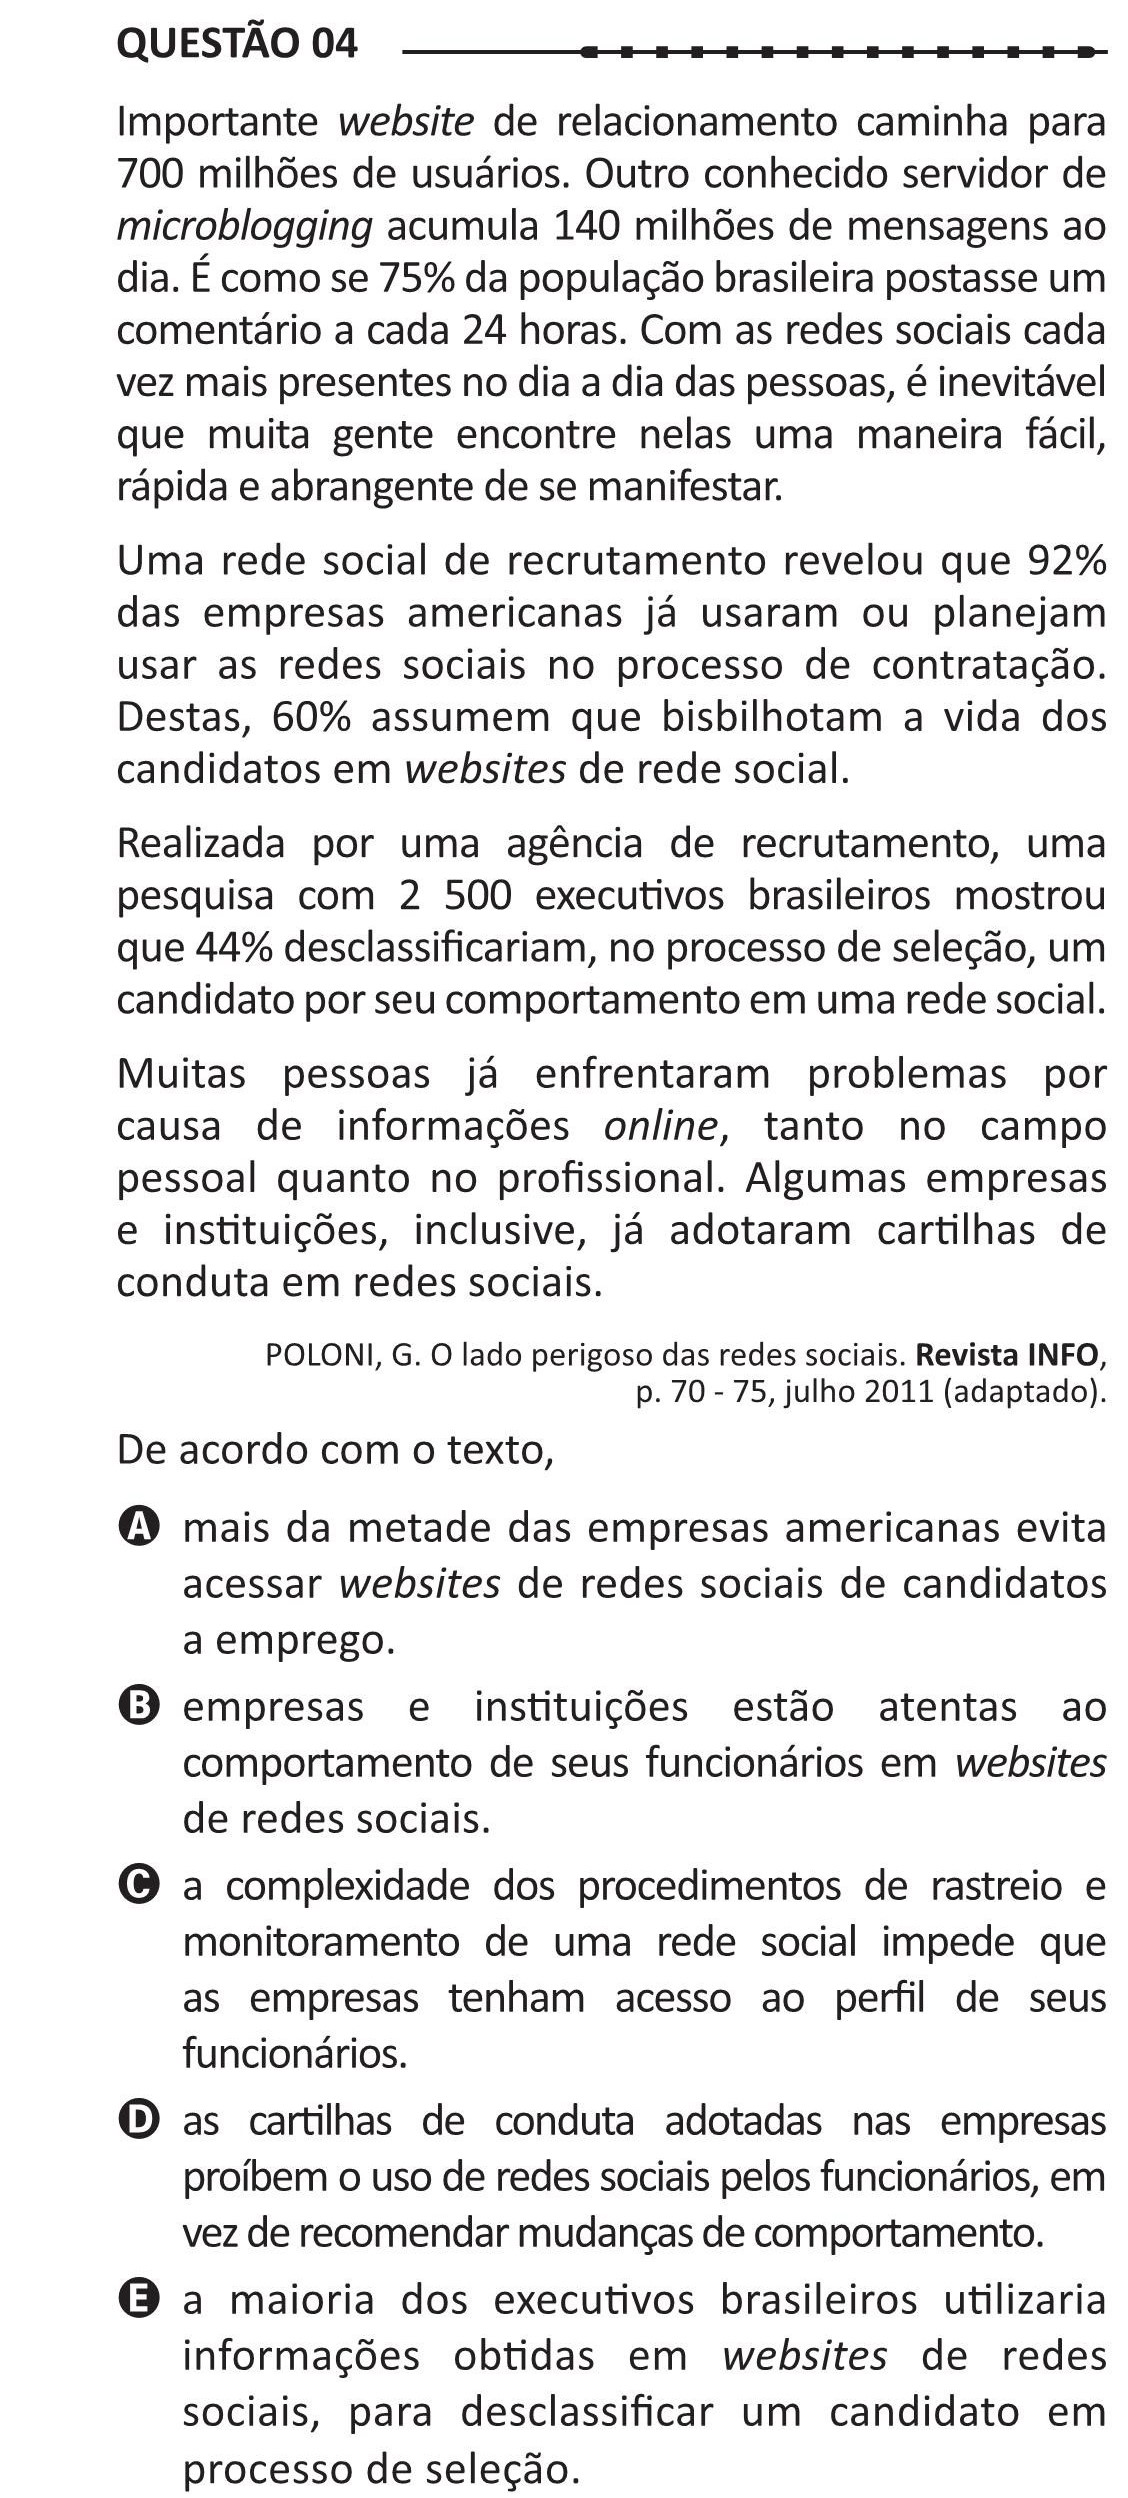 QUESTÃO 04
Importante website de relacionamento caminha para
700 milhões de usuários. Outro conhecido servidor de
microblogging acumula 140 milhões de mensagens ao
dia. É como se 75% da população brasileira postasse um
comentário a cada 24 horas. Com as redes sociais cada
vez mais presentes no dia a dia das pessoas, é inevitável
que muita gente encontre nelas uma maneira fácil,
rápida e abrangente de se manifestar.
Uma rede social de recrutamento revelou que 92%
das empresas americanas já usaram ou planejam
usar as redes sociais no processo de contratação.
Destas, 60% assumem que bisbilhotam a vida dos
candidatos em websites de rede social.
Realizada por uma agência de recrutamento, uma
pesquisa com 2 500 executivos brasileiros mostrou
que 44% desclassificariam, no processo de seleção, um
candidato por seu comportamento em uma rede social.
Muitas pessoas já enfrentaram problemas por
causa de informações online, tanto no campo
pessoal quanto no profissional. Algumas empresas
e instituições, inclusive, já adotaram cartilhas de
conduta em redes sociais.
POLONI, G. O lado perigoso das redes sociais. Revista INFO,
p. 70 - 75, julho 2011 (adaptado).
De acordo com o texto,
A mais da metade das empresas americanas evita
acessar websites de redes sociais de candidatos
a emprego.
B empresas e instituições estão atentas ao
comportamento de seus funcionários em websites
de redes sociais.
C a complexidade dos procedimentos de rastreio e
monitoramento de uma rede social impede que
as empresas tenham acesso ao perfil de seus
funcionários.
D as cartilhas de conduta adotadas nas empresas
proíbem o uso de redes sociais pelos funcionários, em
vez de recomendar mudanças de comportamento.
E a maioria dos executivos brasileiros utilizaria
informações obtidas em websites de redes
sociais, para desclassificar um candidato em
processo de seleção.